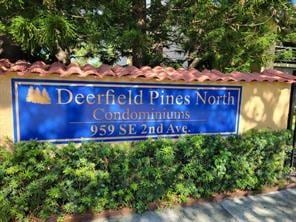 Deerfield Pines North
Condominiums
959 SE 2nd Ave.